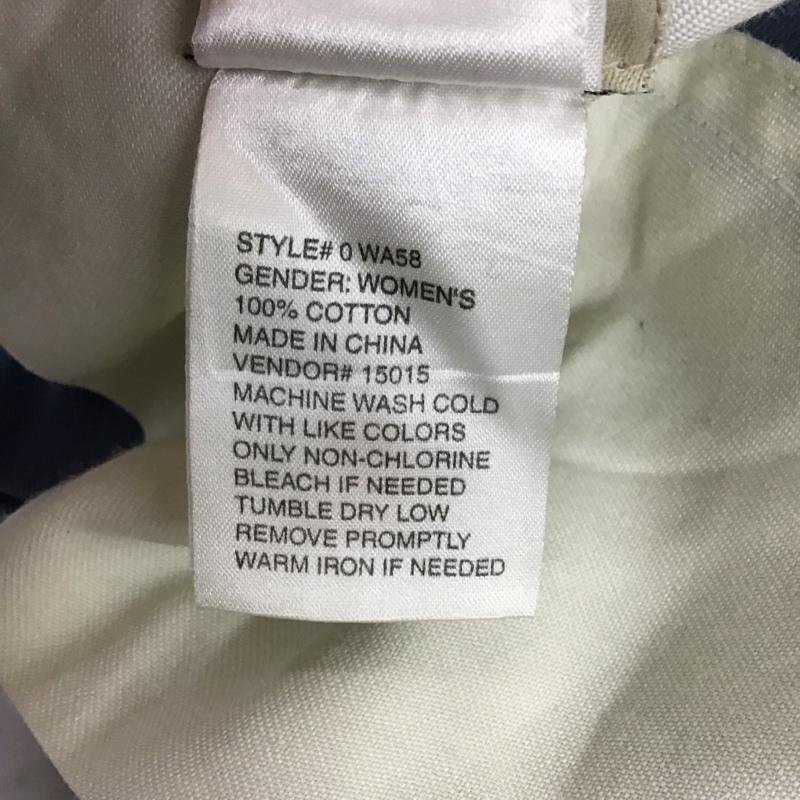 STYLE# 0 WA58
GENDER: WOMEN'S
100% COTTON
MADE IN CHINA
VENDOR# 15015
MACHINE WASH COLD
WITH LIKE COLORS
ONLY NON-CHLORINE
BLEACH IF NEEDED
TUMBLE DRY LOW
REMOVE PROMPTLY
WARM IRON IF NEEDED